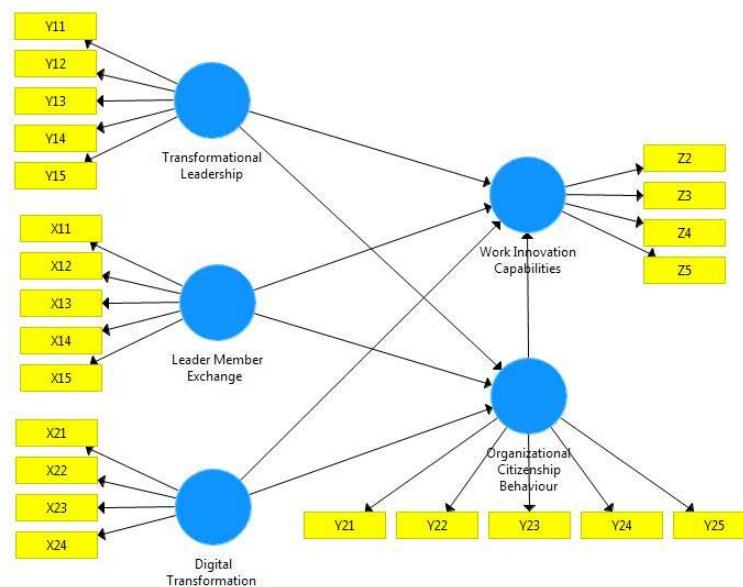 Y11
Y12
Y13
Y14
Y15
Transformational
Leadership
X11
X12
X13
X14
X15
Leader Member
Exchange
X21
X22
X23
X24
Digital
Transformation
Z2
Z3
Z4
Z5
Work Innovation
Capabilities
Organizational
Citizenship
Behaviour
Y21
Y22
Y23
Y24
Y25